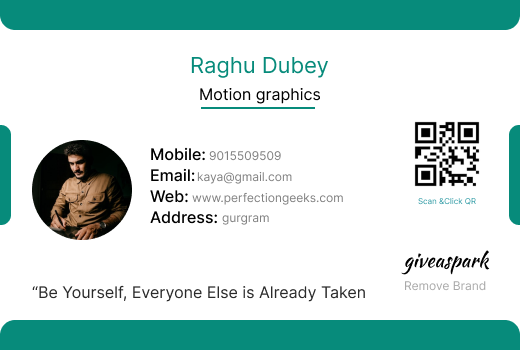 Raghu Dubey
Motion graphics
Mobile: 9015509509
Email: kaya@gmail.com
Web: www.perfectiongeeks.com
Address: gurgram
Scan &Click QR
giveaspark
Remove Brand
“Be Yourself, Everyone Else is Already Taken